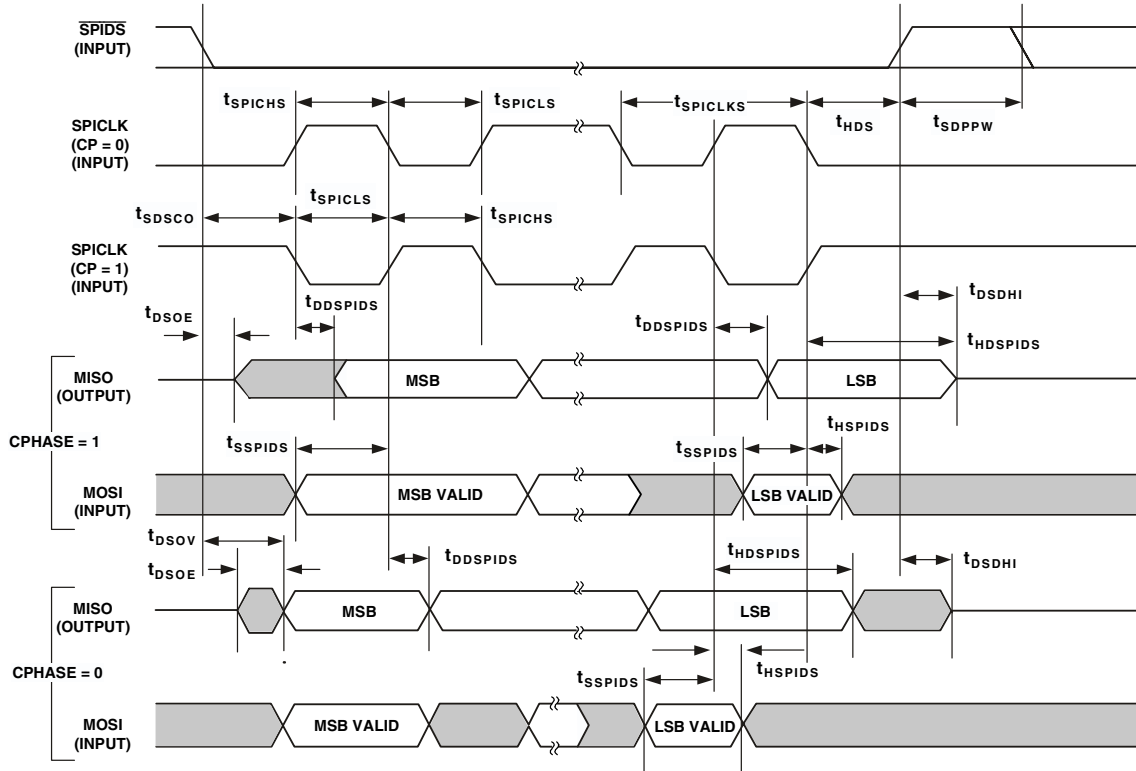 SPIDS
(INPUT)
tSPICHS
tSPICLS
tSPICLKS
tHDS
tSDPPW
SPICLK
(CP = 0)
(INPUT)
tSDSCO
tSPICLS
tSPICHS
SPICLK
(CP = 1)
(INPUT)
tDSOE
tDDSPIDS
tDDSPIDS
tDSDHI
tHDSPIDS
MISO
(OUTPUT)
MSB
LSB
CPHASE = 1
tSSPIDS
tSSPIDS
tHSPIDS
MOSI
(INPUT)
MSB VALID
LSB VALID
tDSOV
tDSOE
tDDSPIDS
tHDSPIDS
tDSDHI
MISO
(OUTPUT)
MSB
LSB
CPHASE = 0
tSSPIDS
tHSPIDS
MOSI
(INPUT)
MSB VALID
LSB VALID